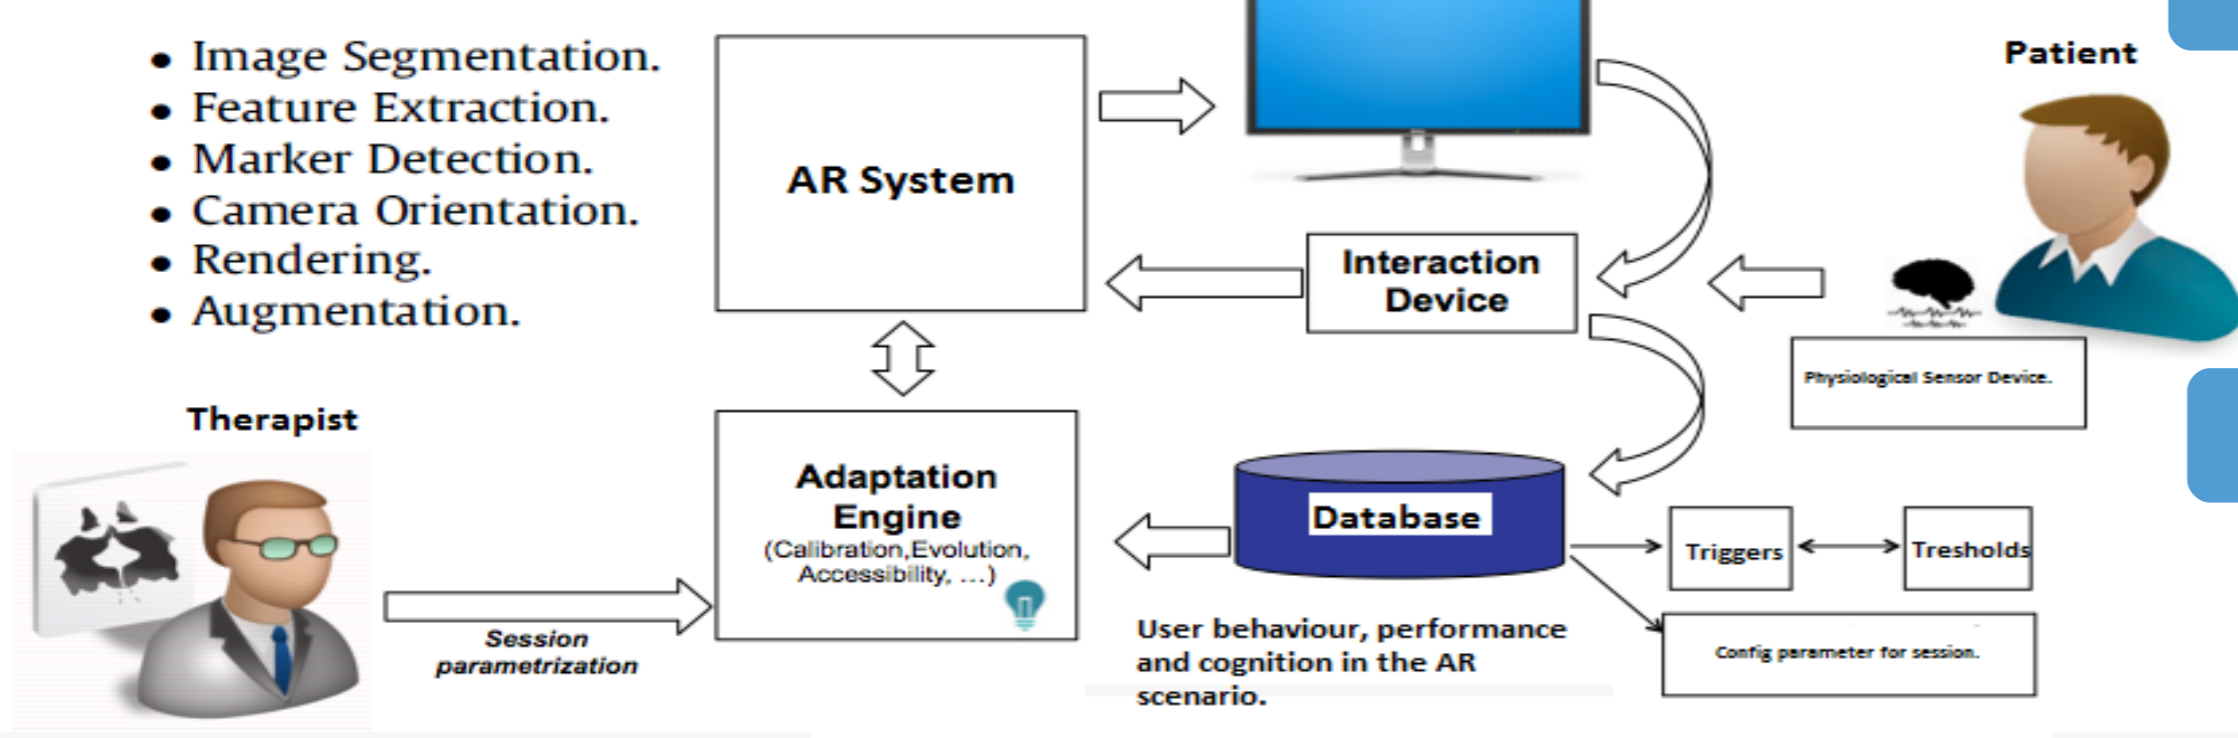 • Image Segmentation.
• Feature Extraction.
• Marker Detection.
• Camera Orientation.
• Rendering.
• Augmentation.
AR System
Patient
Interaction
Device
Physiological Sensor Device.
Therapist
Session
parametrization
Adaptation
Engine
(Calibration,Evolution,
Accessibility, ...)
Database
User behaviour, performance
and cognition in the AR
scenario.
Triggers
Tresholds
Config parameter for session.